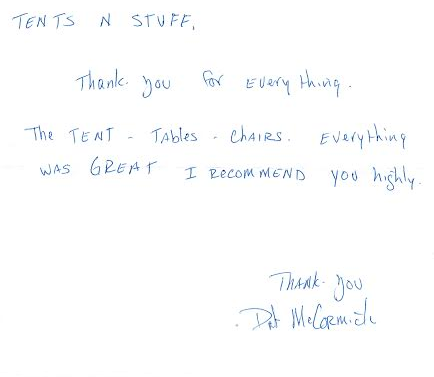 TENTS N STUFF,
Thank you for Everything.
The TENT - Tables - CHAIRS. Everything
WAS GREAT I RECOMMEND you highly.
THANK you
McCormick